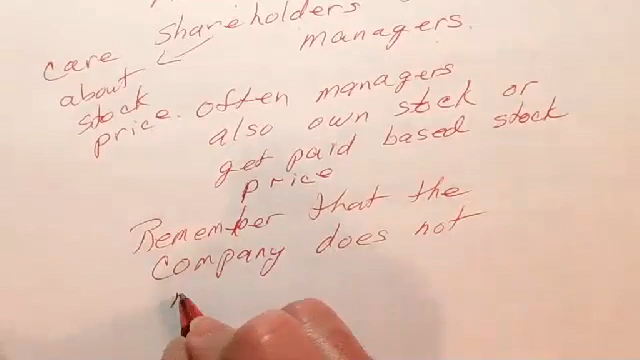 shareholders
managers.
care
about
stock
price.
often managers
also own stock or
get paid based stock
price
Remember that the
company does not